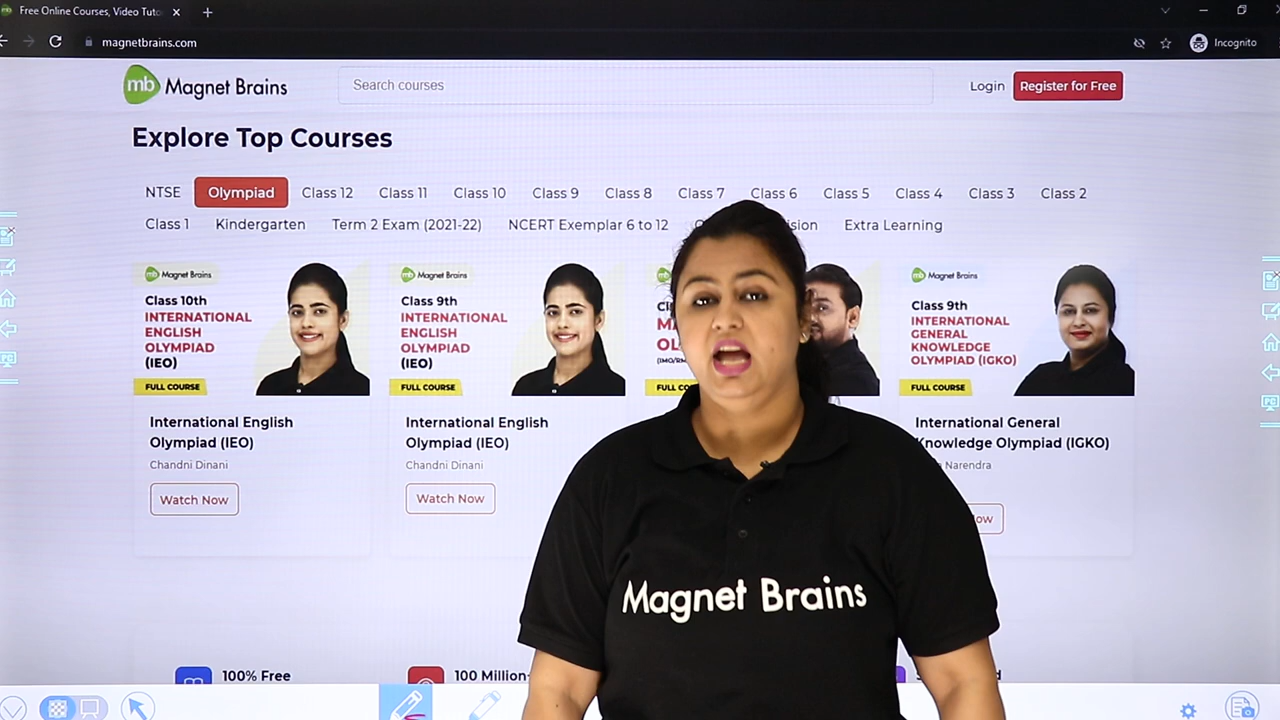 Free Online Courses, Video Tuto
magnetbrains.com
Incognito
mb Magnet Brains
Search courses
Login
Register for Free
Explore Top Courses
NTSE Olympiad Class 12 Class 11 Class 10 Class 9 Class 8 Class 7 Class 6 Class 5 Class 4 Class 3 Class 2
Class 1 Kindergarten Term 2 Exam (2021-22) NCERT Exemplar 6 to 12 Extra Learning
mb Magnet Brains
Class 10th
INTERNATIONAL
ENGLISH
OLYMPIAD
(IEO)
FULL COURSE
International English
Olympiad (IEO)
Chandni Dinani
Watch Now
mb Magnet Brains
Class 9th
INTERNATIONAL
ENGLISH
OLYMPIAD
(IEO)
FULL COURSE
International English
Olympiad (IEO)
Chandni Dinani
Watch Now
mb
mb Magnet Brains
Class 9th
INTERNATIONAL
GENERAL
KNOWLEDGE
OLYMPIAD (IGKO)
FULL COURSE
International General
Knowledge Olympiad (IGKO)
Narendra
Magnet Brains
100% Free
100 Million